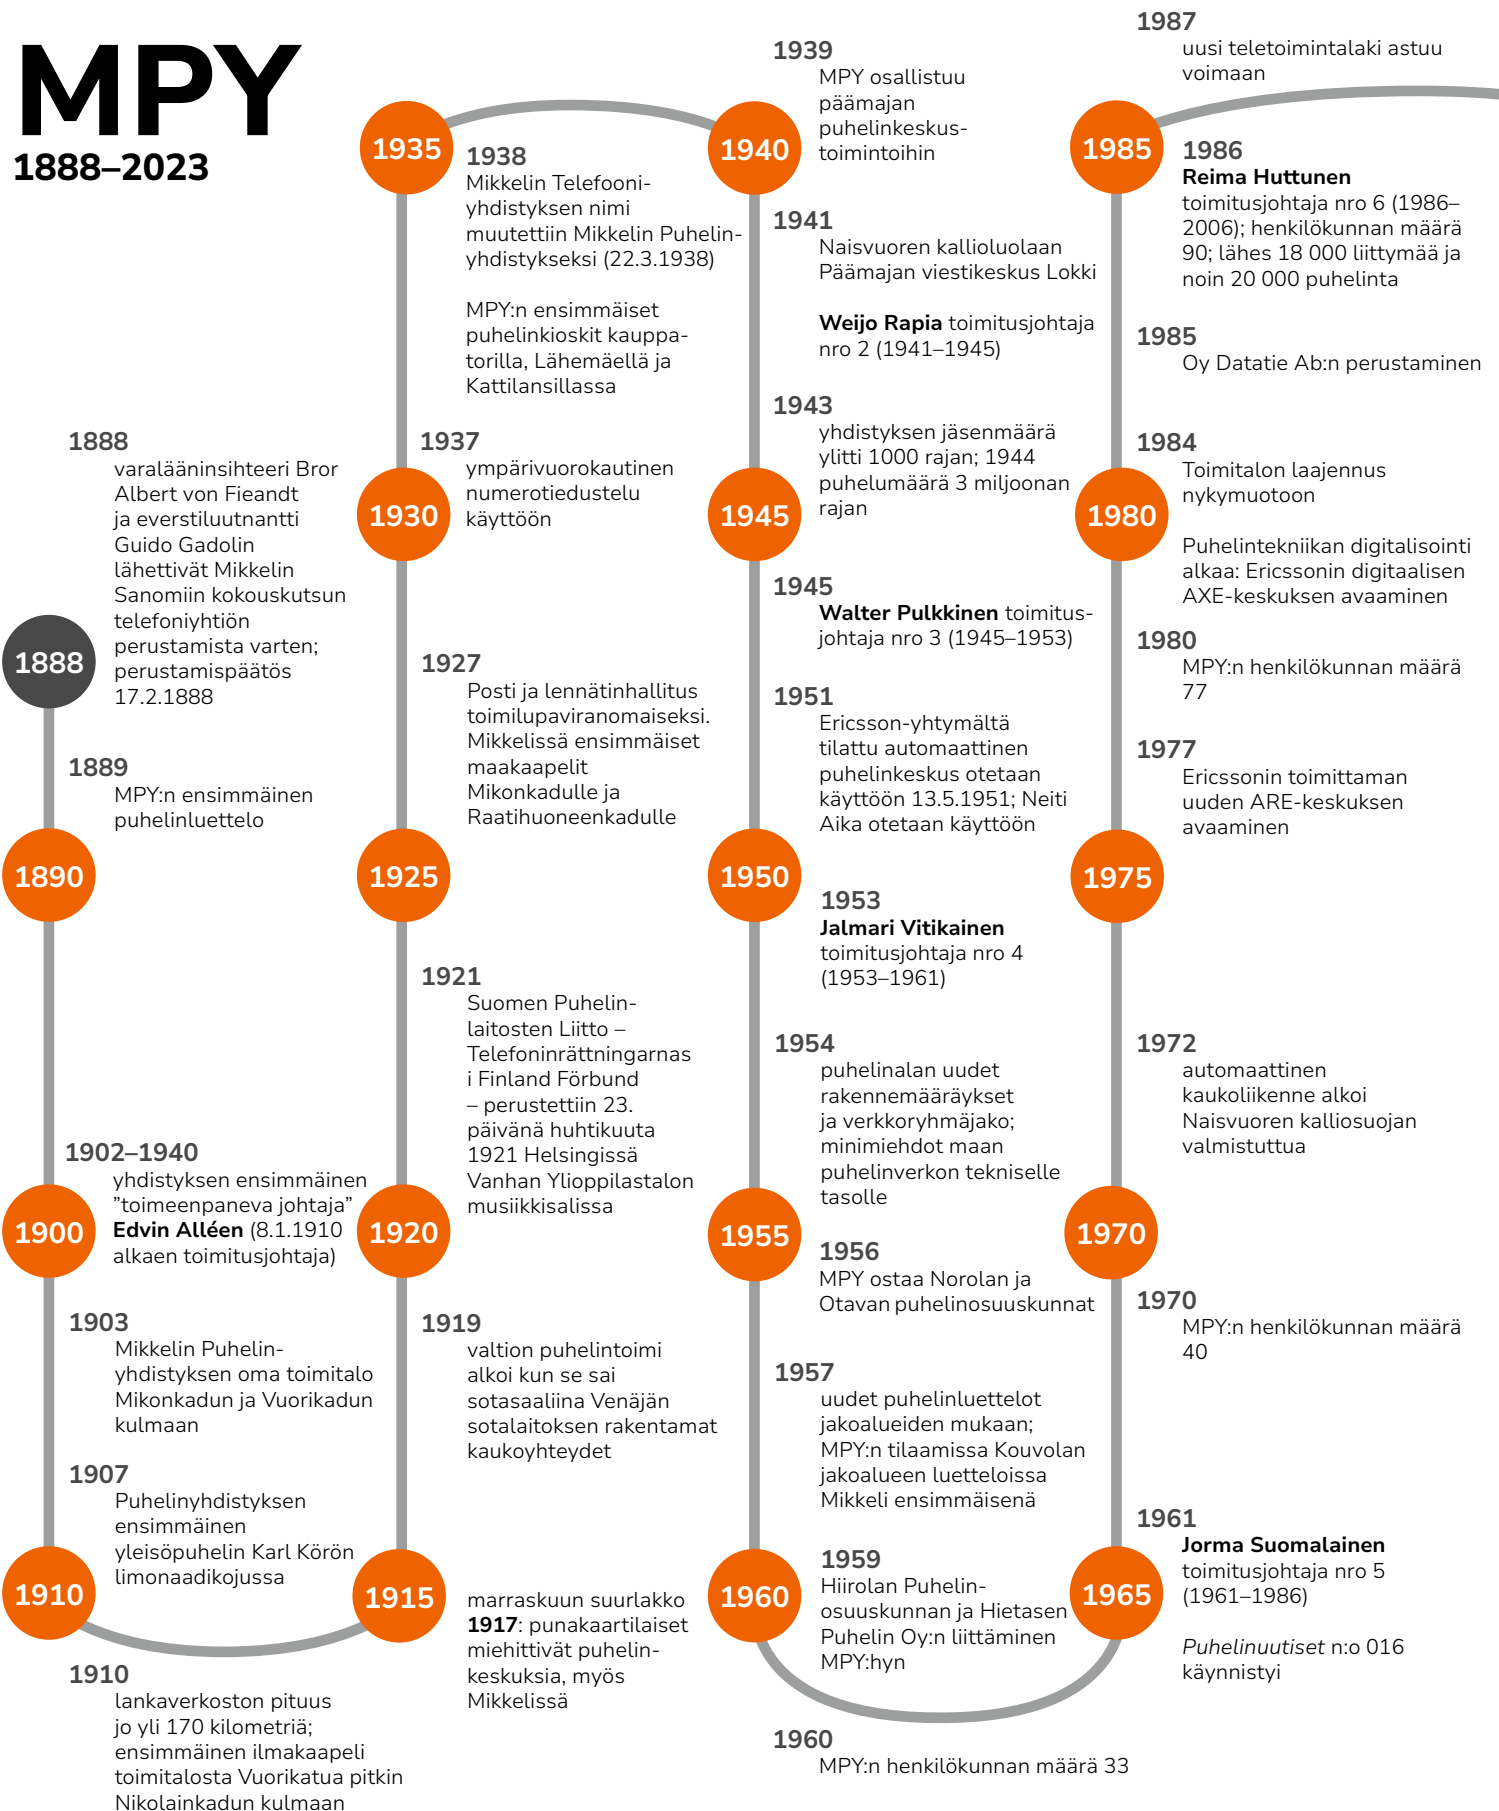 MPY
1888–2023
1888
varalääninsihteeri Bror
Albert von Fieandt
ja everstiluutnantti
Guido Gadolin
lähettivät Mikkelin
Sanomiin kokouskutsun
telefoniyhtiön
perustamista varten;
perustamispäätös
17.2.1888
1888
1889
MPY:n ensimmäinen
puhelinluettelo
1890
1902–1940
yhdistyksen ensimmäinen
”toimeenpaneva johtaja”
Edvin Alléen (8.1.1910
alkaen toimitusjohtaja)
1900
1903
Mikkelin Puhelin-
yhdistyksen oma toimitalo
Mikonkadun ja Vuorikadun
kulmaan
1907
Puhelinyhdistyksen
ensimmäinen
yleisöpuhelin Karl Körön
limonaadikojussa
1910
1910
lankaverkoston pituus
jo yli 170 kilometriä;
ensimmäinen ilmakaapeli
toimitalosta Vuorikatua pitkin
Nikolainkadun kulmaan
1915
marraskuun suurlakko
1917: punakaartilaiset
miehittivät puhelin-
keskuksia, myös
Mikkelissä
1919
valtion puhelintoimi
alkoi kun se sai
sotasaaliina Venäjän
sotalaitoksen rakentamat
kaukoyhteydet
1920
1921
Suomen Puhelin-
laitosten Liitto –
Telefoninrättningarnas
i Finland Förbund
– perustettiin 23.
päivänä huhtikuuta
1921 Helsingissä
Vanhan Ylioppilastalon
musiikkisalissa
1925
1927
Posti ja lennätinhallitus
toimilupaviranomaiseksi.
Mikkelissä ensimmäiset
maakaapelit
Mikonkadulle ja
Raatihuoneenkadulle
1930
1937
ympärivuorokautinen
numerotiedustelu
käyttöön
1935
1938
Mikkelin Telefooni-
yhdistyksen nimi
muutettiin Mikkelin Puhelin-
yhdistykseksi (22.3.1938)
MPY:n ensimmäiset
puhelinkioskit kauppa-
torilla, Lähemäellä ja
Kattilansillassa
1939
MPY osallistuu
päämajan
puhelinkeskus-
toimintoihin
1940
1941
Naisvuoren kallioluolaan
Päämajan viestikeskus Lokki
Weijo Rapia toimitusjohtaja
nro 2 (1941–1945)
1943
yhdistyksen jäsenmäärä
ylitti 1000 rajan; 1944
puhelumäärä 3 miljoonan
rajan
1945
1945
Walter Pulkkinen toimitus-
johtaja nro 3 (1945–1953)
1951
Ericsson-yhtymältä
tilattu automaattinen
puhelinkeskus otetaan
käyttöön 13.5.1951; Neiti
Aika otetaan käyttöön
1950
1953
Jalmari Vitikainen
toimitusjohtaja nro 4
(1953–1961)
1954
puhelinalan uudet
rakennemääräykset
ja verkkoryhmäjako;
minimiehdot maan
puhelinverkon tekniselle
tasolle
1955
1956
MPY ostaa Norolan ja
Otavan puhelinosuuskunnat
1957
uudet puhelinluettelot
jakoalueiden mukaan;
MPY:n tilaamissa Kouvolan
jakoalueen luetteloissa
Mikkeli ensimmäisenä
1959
Hiirolan Puhelin-
osuuskunnan ja Hietasen
Puhelin Oy:n liittäminen
MPY:hyn
1960
1960
MPY:n henkilökunnan määrä 33
1965
1961
Jorma Suomalainen
toimitusjohtaja nro 5
(1961–1986)
Puhelinuutiset n:o 016
käynnistyi
1970
MPY:n henkilökunnan määrä
40
1970
1972
automaattinen
kaukoliikenne alkoi
Naisvuoren kalliosuojan
valmistuttua
1975
1977
Ericssonin toimittaman
uuden ARE-keskuksen
avaaminen
1980
MPY:n henkilökunnan määrä
77
1980
1984
Toimitalon laajennus
nykymuotoon
Puhelintekniikan digitalisointi
alkaa: Ericssonin digitaalisen
AXE-keskuksen avaaminen
1985
Oy Datatie Ab:n perustaminen
1985
1986
Reima Huttunen
toimitusjohtaja nro 6 (1986–
2006); henkilökunnan määrä
90; lähes 18 000 liittymää ja
noin 20 000 puhelinta
1987
uusi teletoimintalaki astuu
voimaan